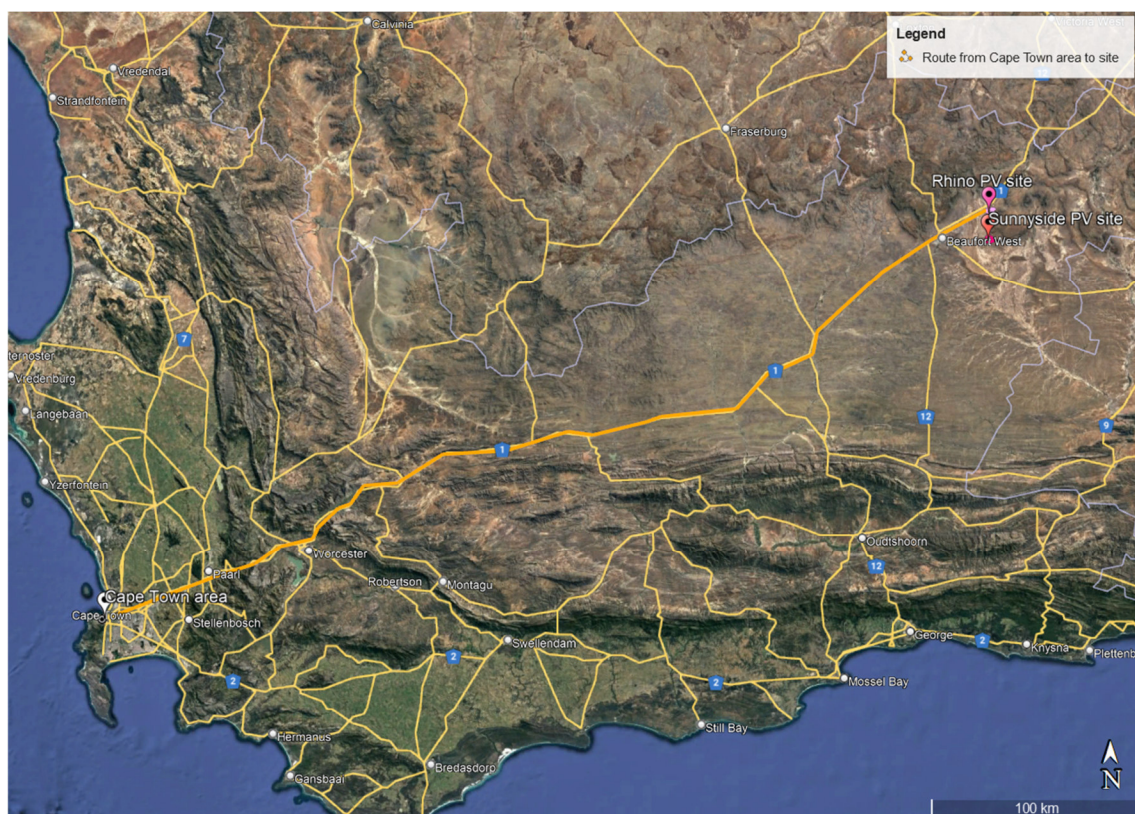 Calvinia
Legend
Route from Cape Town area to site
Vredendal
12
Strandfontein
Fraserburg
Rhino PV site
1
Sunnyside PV site
Beaufort West
7
ternoster
Vredenburg
1
Langebaan
12
9
1
Yzerfontein
Worcester
Oudtshoorn
Paarl
12
Robertson
Montagu
Cape Town area
Cape Town
Stellenbosch
George
2
Swellendam
Knysna
Plettenb
2
2
2
Mossel Bay
Still Bay
Hermanus
Bredasdorp
Gansbaai
N
100 km